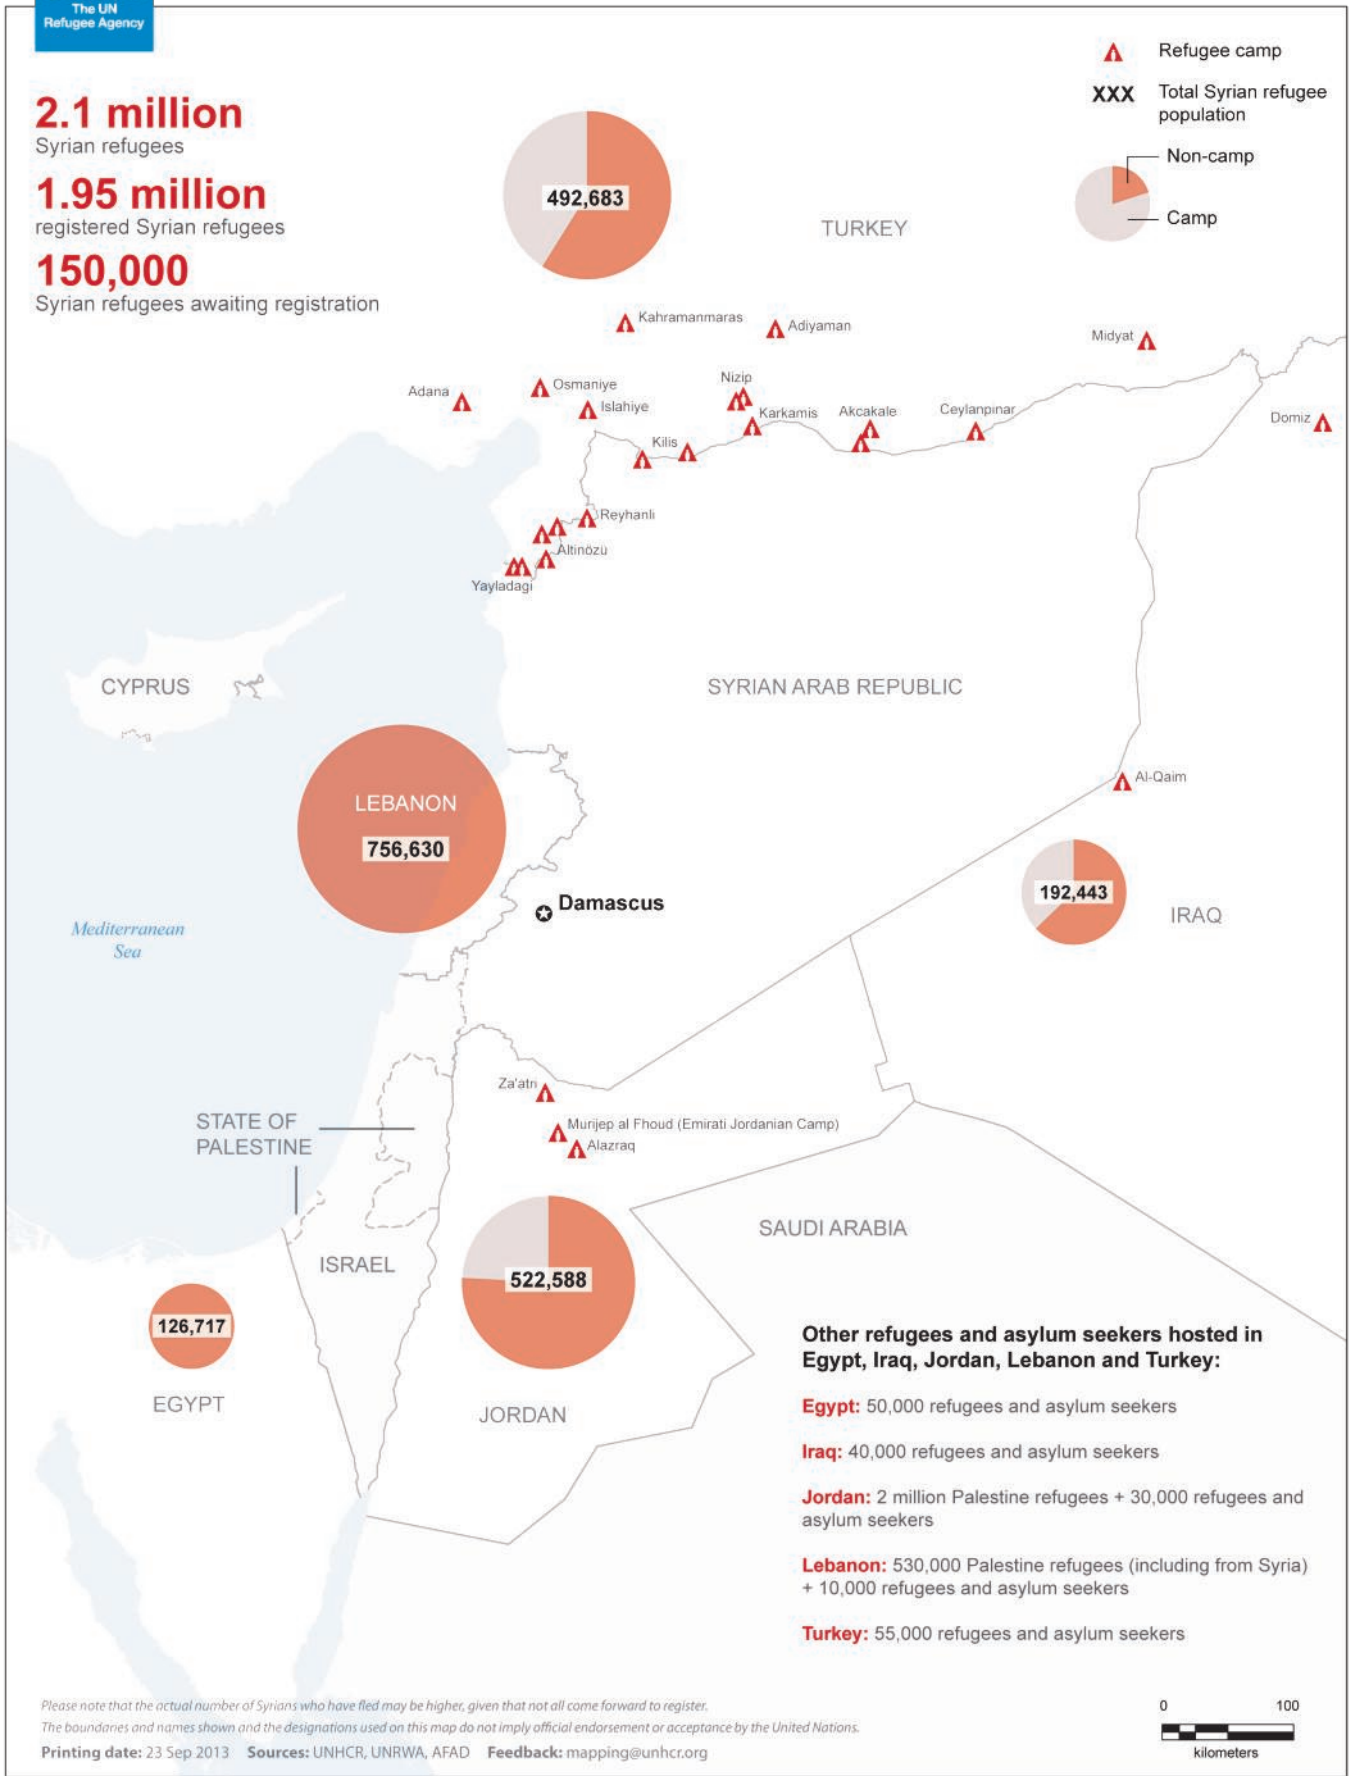 The UN
Refugee Agency
2.1 million
Syrian refugees
1.95 million
registered Syrian refugees
150,000
Syrian refugees awaiting registration
Refugee camp
XXX Total Syrian refugee
population
Non-camp
Camp
492,683
TURKEY
Kahramanmaras
Adiyaman
Midyat
Adana
Osmaniye
Islahiye
Nizip
Karkamis
Akcakale
Ceylanpınar
Domiz
Kilis
Reyhanli
Altinözü
Yayladagi
CYPRUS
SYRIAN ARAB REPUBLIC
Al-Qaim
LEBANON
756,630
192,443
IRAQ
Damascus
Mediterranean
Sea
Za'atri
Murijep al Fhoud (Emirati Jordanian Camp)
Alazraq
STATE OF
PALESTINE
SAUDI ARABIA
ISRAEL
522,588
126,717
EGYPT
JORDAN
Other refugees and asylum seekers hosted in
Egypt, Iraq, Jordan, Lebanon and Turkey:
Egypt: 50,000 refugees and asylum seekers
Iraq: 40,000 refugees and asylum seekers
Jordan: 2 million Palestine refugees + 30,000 refugees and
asylum seekers
Lebanon: 530,000 Palestine refugees (including from Syria)
+ 10,000 refugees and asylum seekers
Turkey: 55,000 refugees and asylum seekers
Please note that the actual number of Syrians who have fled may be higher, given that not all come forward to register.
The boundaries and names shown and the designations used on this map do not imply official endorsement or acceptance by the United Nations.
Printing date: 23 Sep 2013 Sources: UNHCR, UNRWA, AFAD Feedback: mapping@unhcr.org
0 100
kilometers